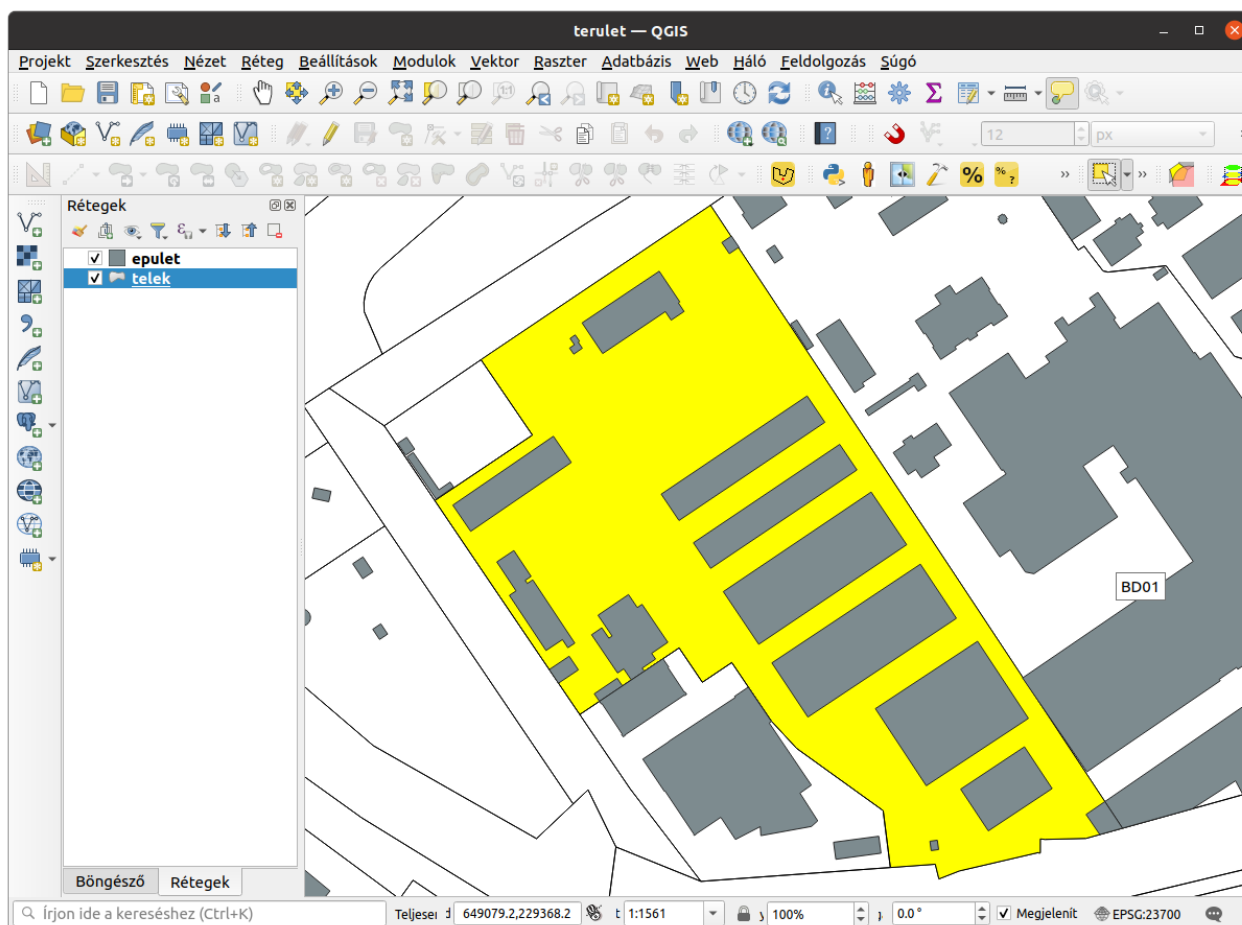 terulet — QGIS
Projekt Szerkesztés Nézet Réteg Beállítások Modulok Vektor Raszter Adatbázis Web Háló Feldolgozás Súgó
12 px
Rétegek
epulet
telek
BD01
Böngésző Rétegek
Írjon ide a kereséshez (Ctrl+K) Teljeseı 649079.2,229368.2 t 1:1561 100% 0.0 ° Megjelenít EPSG:23700